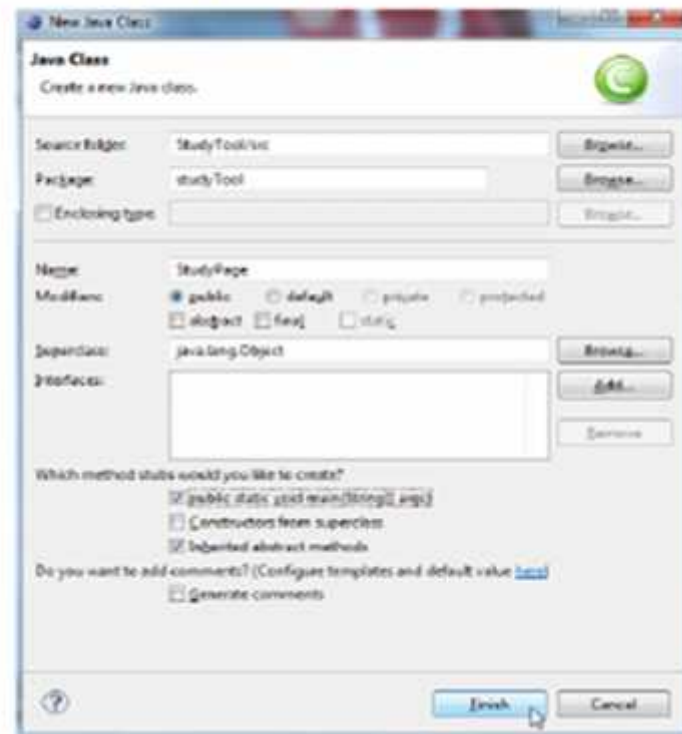 New Java Class
Java Class
Create a new Java class.
Source folder: StudyTool/src Browse...
Package: studyTool Browse...
Enclosing type: Browse...
Name: StudyPage
Modifiers: public default private protected
abstract final static
Superclass: java.lang.Object Browse...
Interfaces: Add...
Remove
Which method stubs would you like to create?
public static void main(String[] args)
Constructors from superclass
Inherited abstract methods
Do you want to add comments? (Configure templates and default value here)
Generate comments
? Finish Cancel